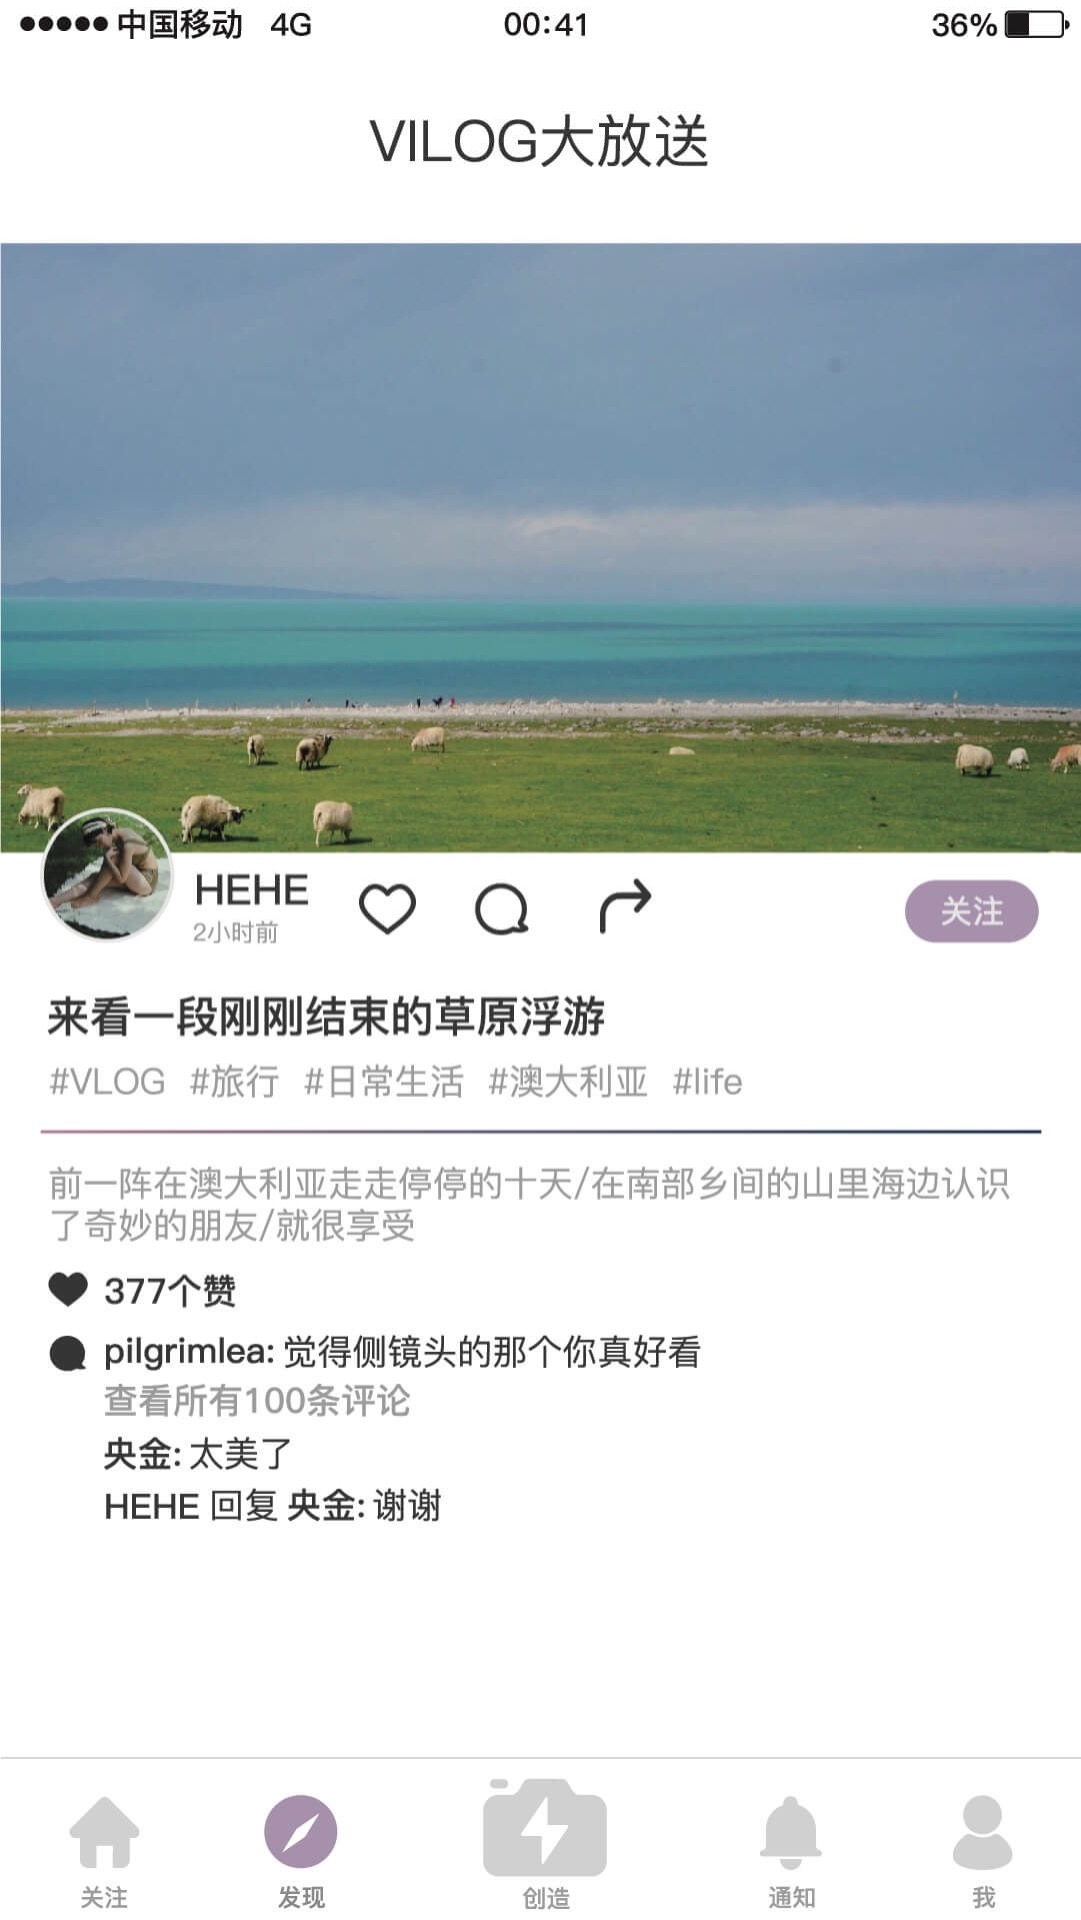 中国移动 4G 00:41 36%
VILOG大放送
HEHE
2小时前
关注
来看一段刚刚结束的草原浮游
#VLOG #旅行 #日常生活 #澳大利亚 #life
前一阵在澳大利亚走走停停的十天/在南部乡间的山里海边认识
了奇妙的朋友/就很享受
377个赞
pilgrimlea: 觉得侧镜头的那个你真好看
查看所有100条评论
央金: 太美了
HEHE 回复 央金: 谢谢
关注 发现 创造 通知 我